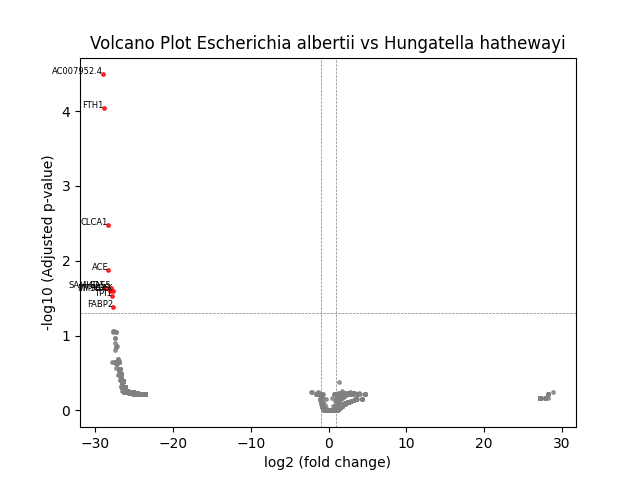 Volcano Plot Escherichia albertii vs Hungatella hathewayi
-log10 (Adjusted p-value)
4
3
2
1
0
AC007952.4
FTH1
CLCA1
ACE
TPI1
FABP2
−30
−20
−10
0
10
20
30
log2 (fold change)